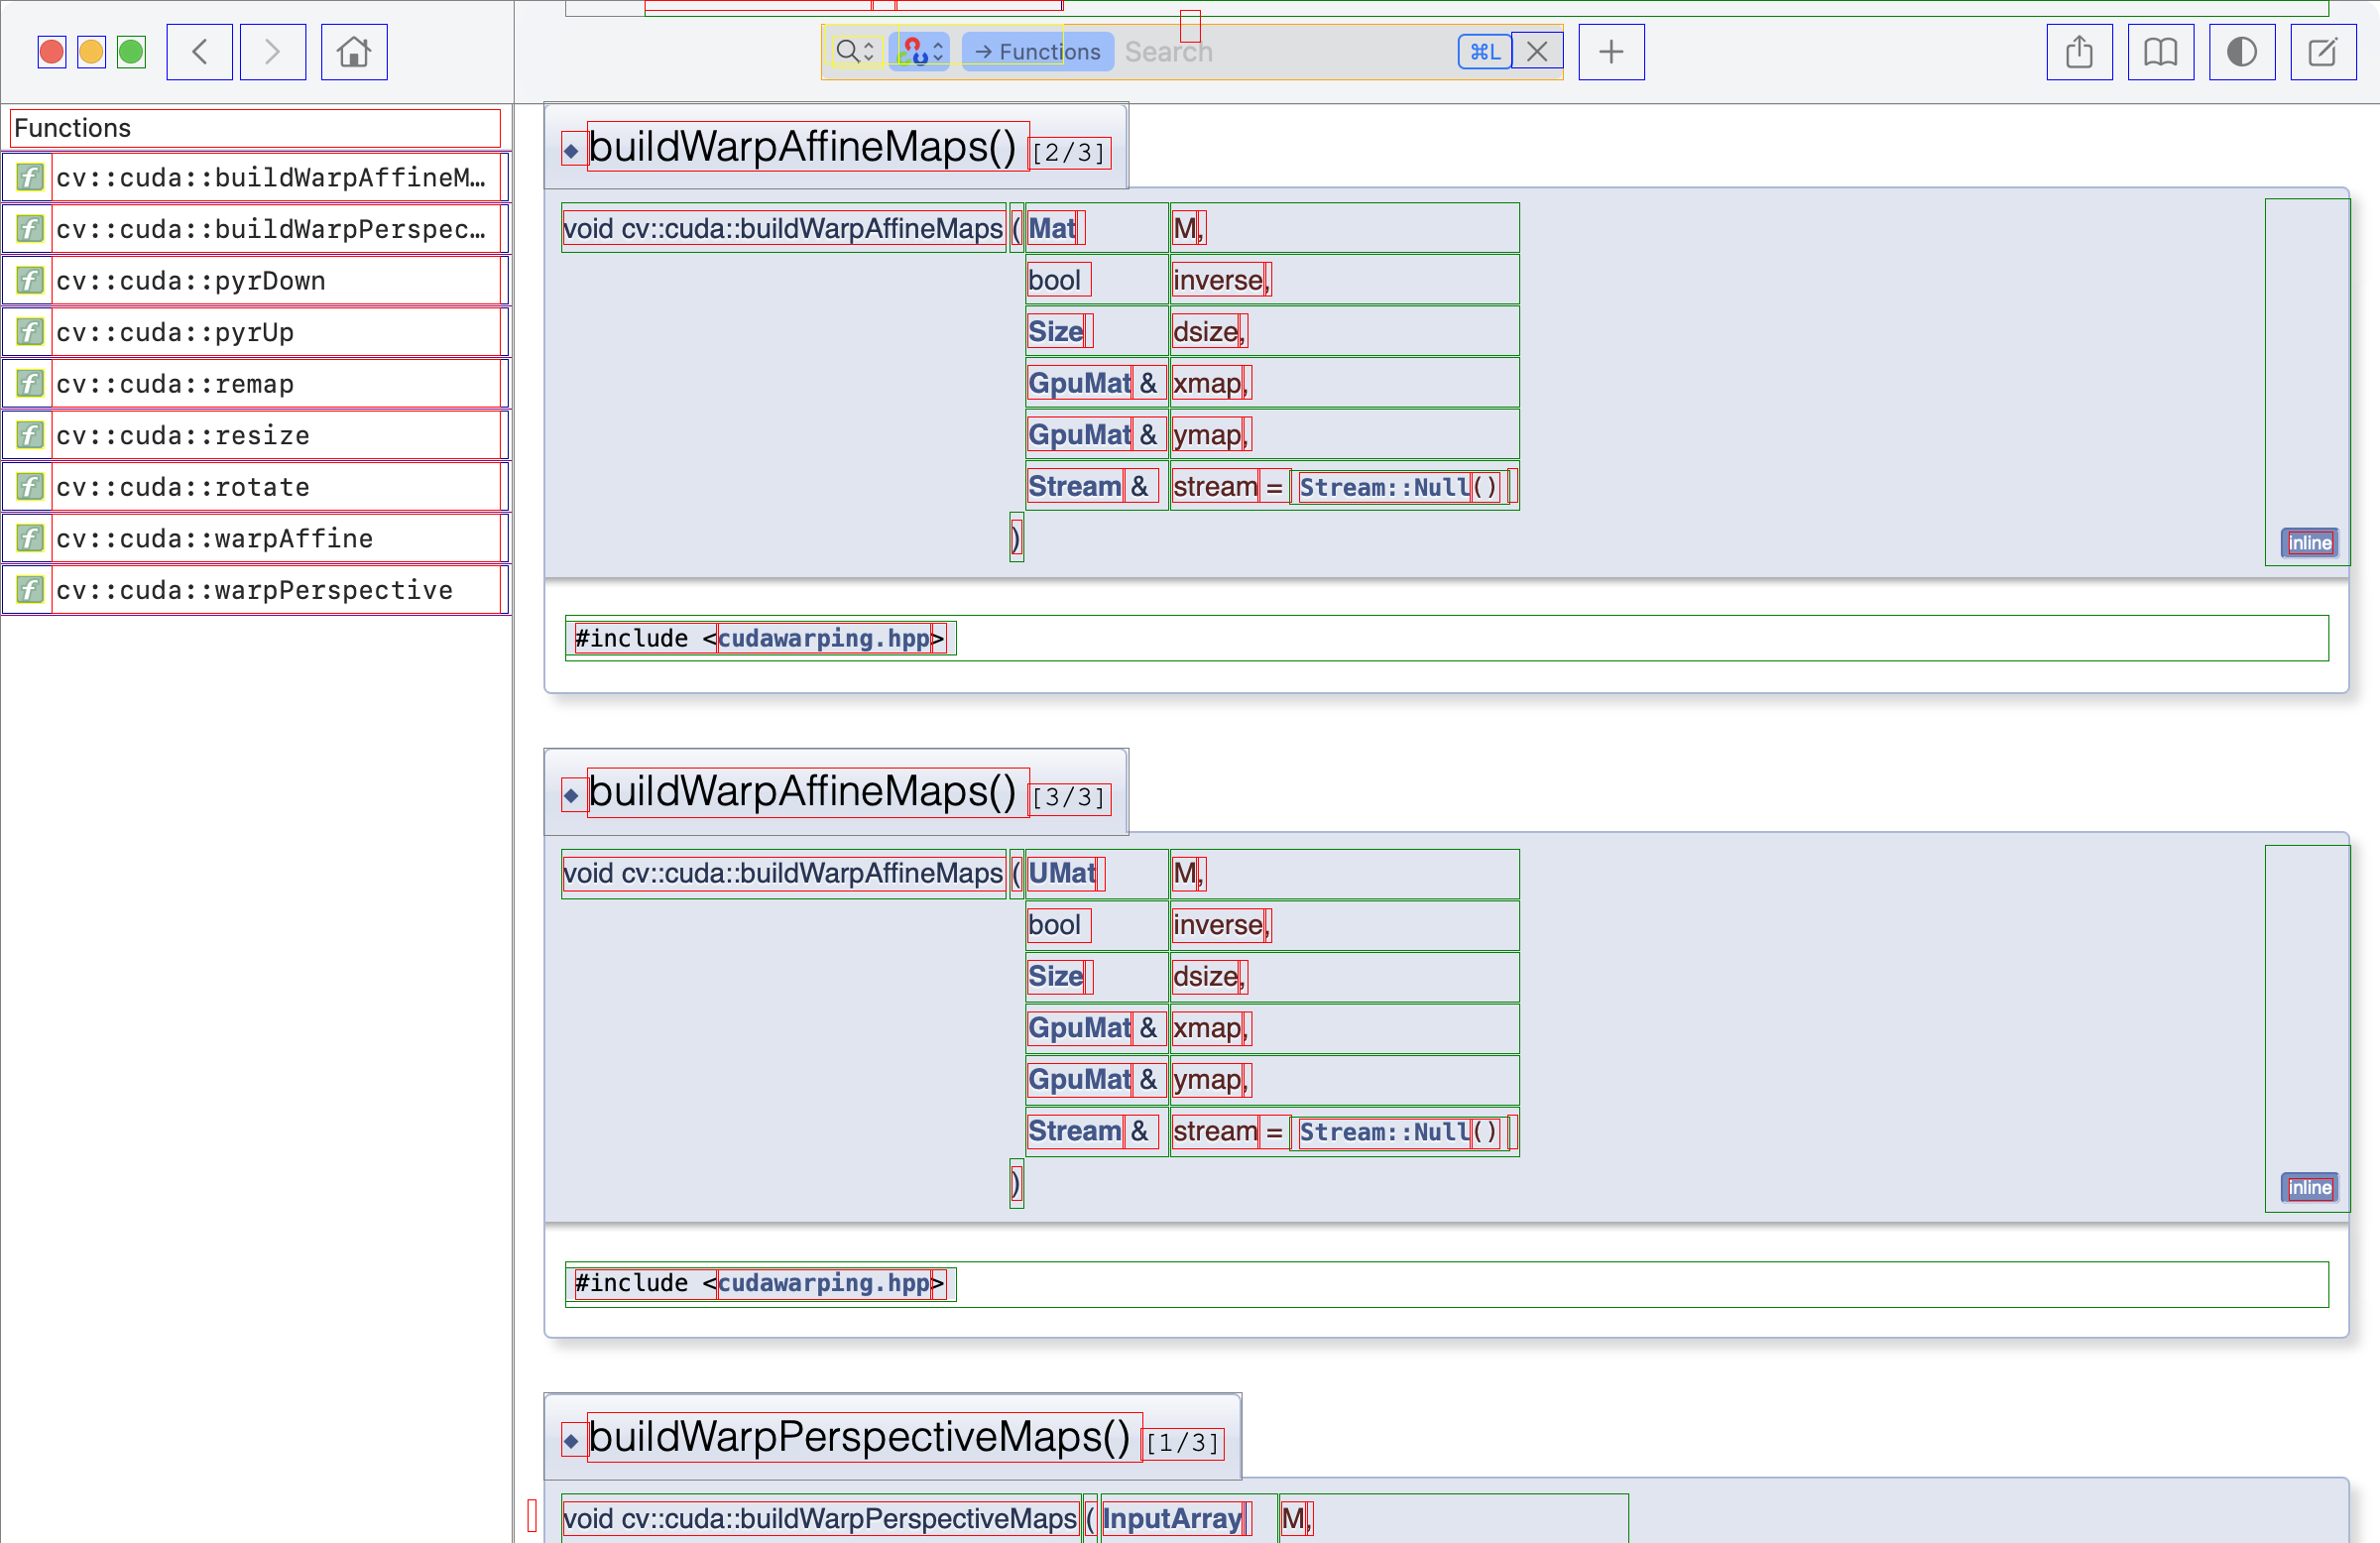 → Functions Search ⌘L
Functions
cv::cuda::buildWarpAffineM…
cv::cuda::buildWarpPerspec…
cv::cuda::pyrDown
cv::cuda::pyrUp
cv::cuda::remap
cv::cuda::resize
cv::cuda::rotate
cv::cuda::warpAffine
cv::cuda::warpPerspective
◆ buildWarpAffineMaps() [2/3]
void cv::cuda::buildWarpAffineMaps ( Mat M,
bool inverse,
Size dsize,
GpuMat & xmap,
GpuMat & ymap,
Stream & stream = Stream::Null()
)
inline
#include <cudawarping.hpp>
◆ buildWarpAffineMaps() [3/3]
void cv::cuda::buildWarpAffineMaps ( UMat M,
bool inverse,
Size dsize,
GpuMat & xmap,
GpuMat & ymap,
Stream & stream = Stream::Null()
)
inline
#include <cudawarping.hpp>
◆ buildWarpPerspectiveMaps() [1/3]
void cv::cuda::buildWarpPerspectiveMaps ( InputArray M,